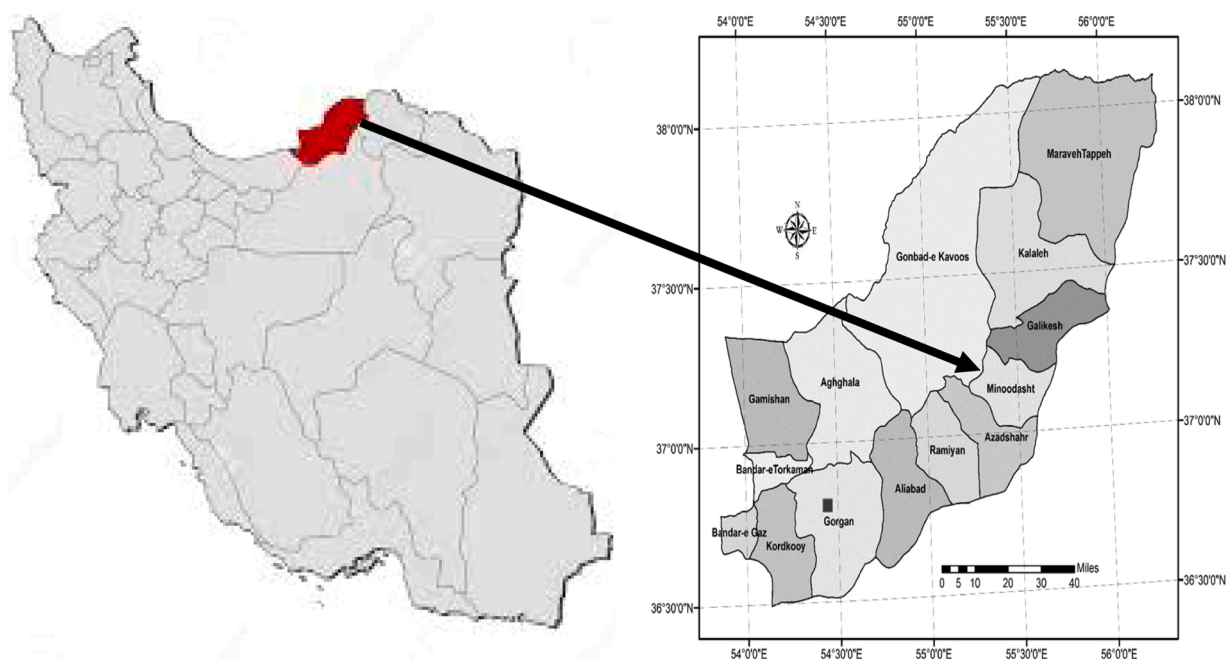 54°0'0"E 54°30'0"E 55°0'0"E 55°30'0"E 56°0'0"E
38°0'0"N
38°0'0"N
MaravehTappeh
N
W E
S
Gonbad-e Kavoos
Kalaleh
37°30'0"N
37°30'0"N
Galikesh
Aghghala
Minoodasht
Gamishan
37°0'0"N
Azadshahr
37°0'0"N
Ramiyan
Bandar-eTorkaman
Aliabad
Gorgan
Bandar-e Gaz
Kordkooy
Miles
0 5 10 20 30 40
36°30'0"N
36°30'0"N
54°0'0"E 54°30'0"E 55°0'0"E 55°30'0"E 56°0'0"E